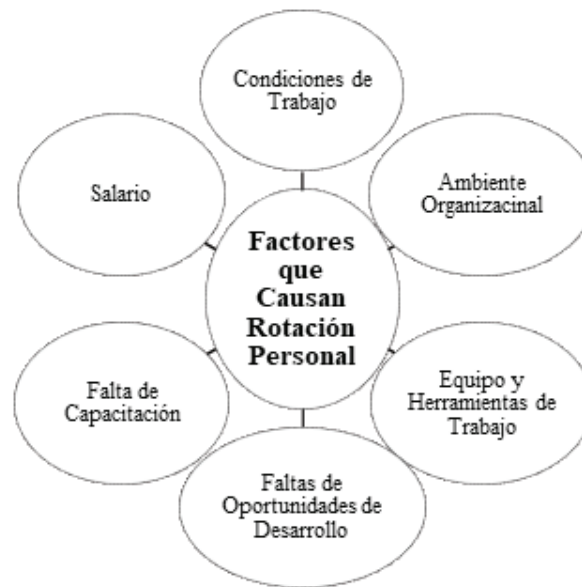 Condiciones de
Trabajo
Salario
Ambiente
Organizacinal
Factores
que
Causan
Rotación
Personal
Falta de
Capacitación
Equipo y
Herramientas de
Trabajo
Faltas de
Oportunidades de
Desarrollo